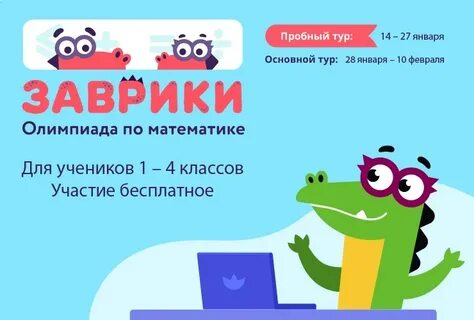 ЗАВРИКИ
Олимпиада по математике
Для учеников 1 – 4 классов
Участие бесплатное
Пробный тур: 14 – 27 января
Основной тур: 28 января – 10 февраля